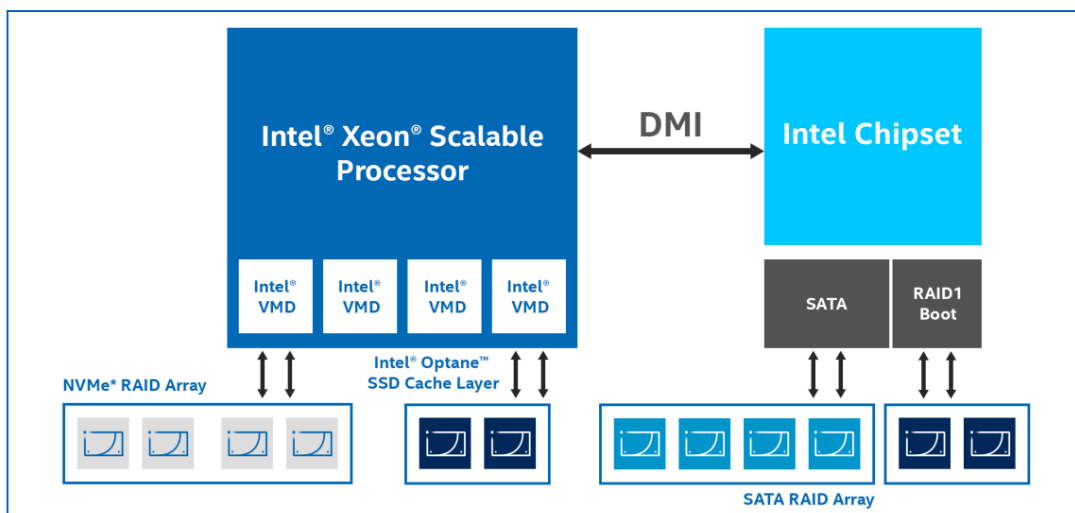 Intel® Xeon® Scalable
Processor
DMI
Intel Chipset
Intel®
VMD
Intel®
VMD
Intel®
VMD
Intel®
VMD
SATA
RAID1
Boot
NVMe* RAID Array
Intel® Optane™
SSD Cache Layer
SATA RAID Array